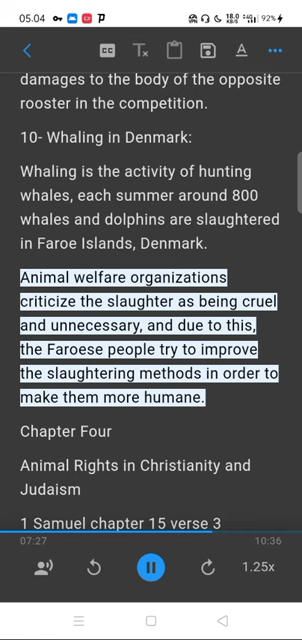 05.04
18.0
KB/S
92%
CC
damages to the body of the opposite
rooster in the competition.
10- Whaling in Denmark:
Whaling is the activity of hunting
whales, each summer around 800
whales and dolphins are slaughtered
in Faroe Islands, Denmark.
Animal welfare organizations
criticize the slaughter as being cruel
and unnecessary, and due to this,
the Faroese people try to improve
the slaughtering methods in order to
make them more humane.
Chapter Four
Animal Rights in Christianity and
Judaism
1 Samuel chapter 15 verse 3
07:27
10:36
1.25x